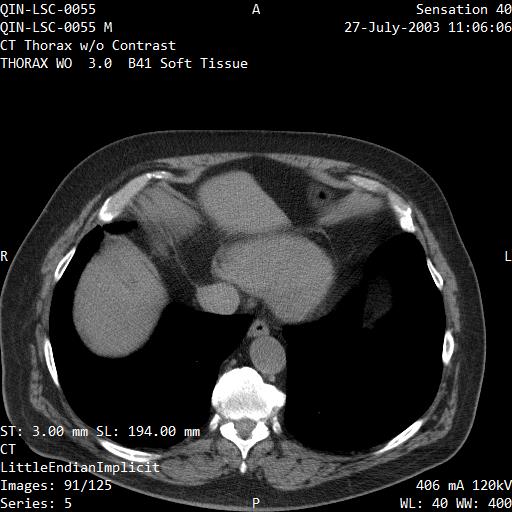 QIN-LSC-0055
A
Sensation 40
QIN-LSC-0055 M
27-July-2003 11:06:06
CT Thorax w/o Contrast
THORAX WO 3.0 B41 Soft Tissue
R
L
ST: 3.00 mm SL: 194.00 mm
CT
LittleEndianImplicit
Images: 91/125
406 mA 120kV
Series: 5
P
WL: 40 WW: 400